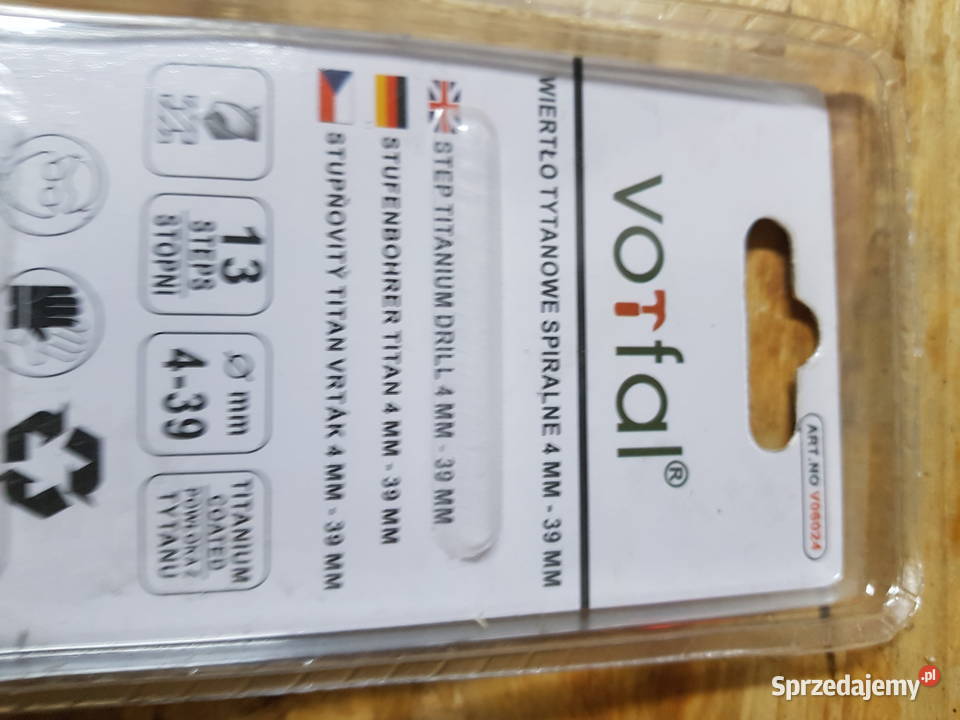 ART.NO V06024
voTfal®
WIERTŁO TYTANOWE SPIRALNE 4 MM - 39 MM
STEP TITANIUM DRILL 4 MM - 39 MM
STUFENBOHRER TITAN 4 MM - 39 MM
STUPŇOVITÝ TITAN VRTÁK 4 MM - 39 MM
13
STEPS
STOPNI
Ø mm
4-39
TITANIUM
COATED
POWŁOKA Z
TYTANU
Sprzedajemy.pl